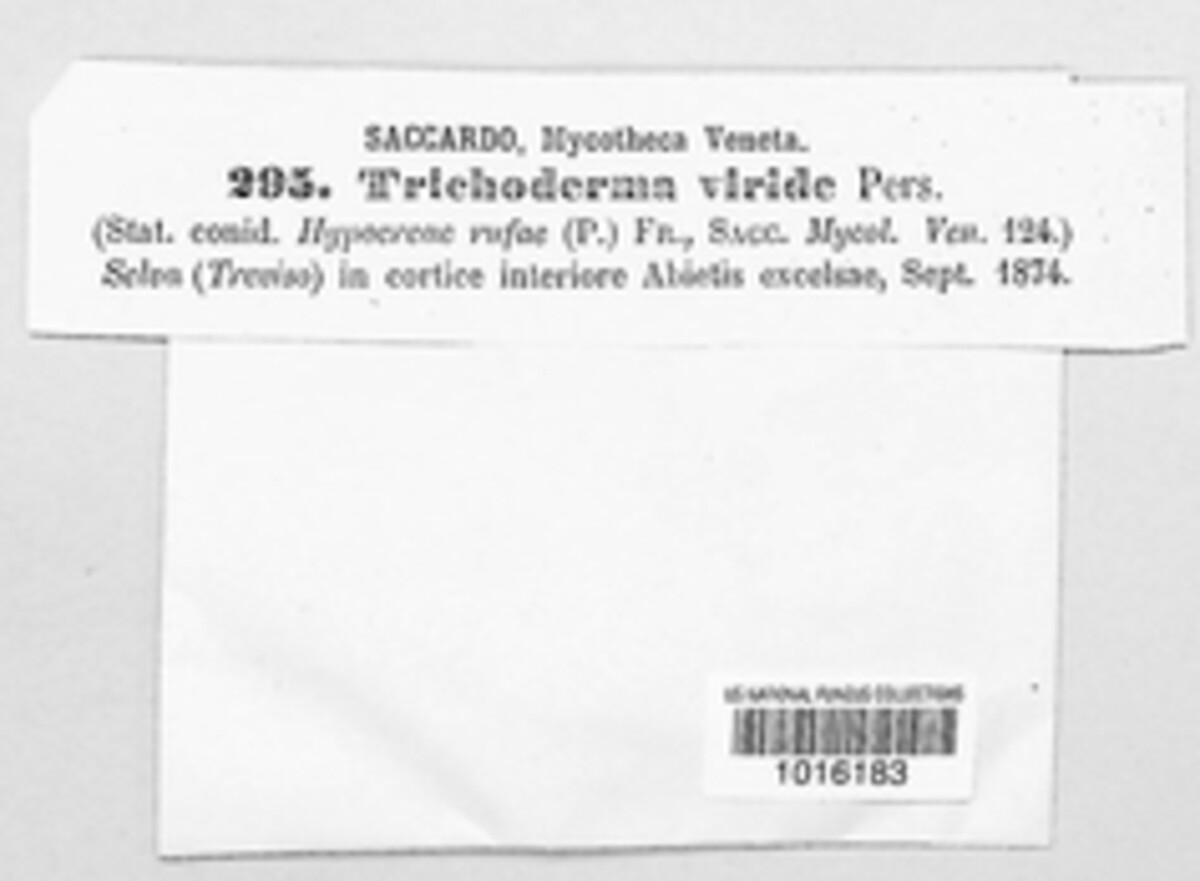 SACCARDO, Mycotheca Veneta.
295. Trichoderma viride Pers.
(Stat. conid. Hypocreae rufae (P.) FR., SACC. Mycol. Ven. 124.)
Selva (Treviso) in cortice interiore Abietis excelsae, Sept. 1874.
US NATIONAL FUNGUS COLLECTIONS
1016183